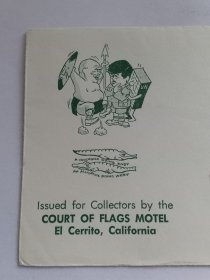 Issued for Collectors by the
COURT OF FLAGS MOTEL
El Cerrito, California